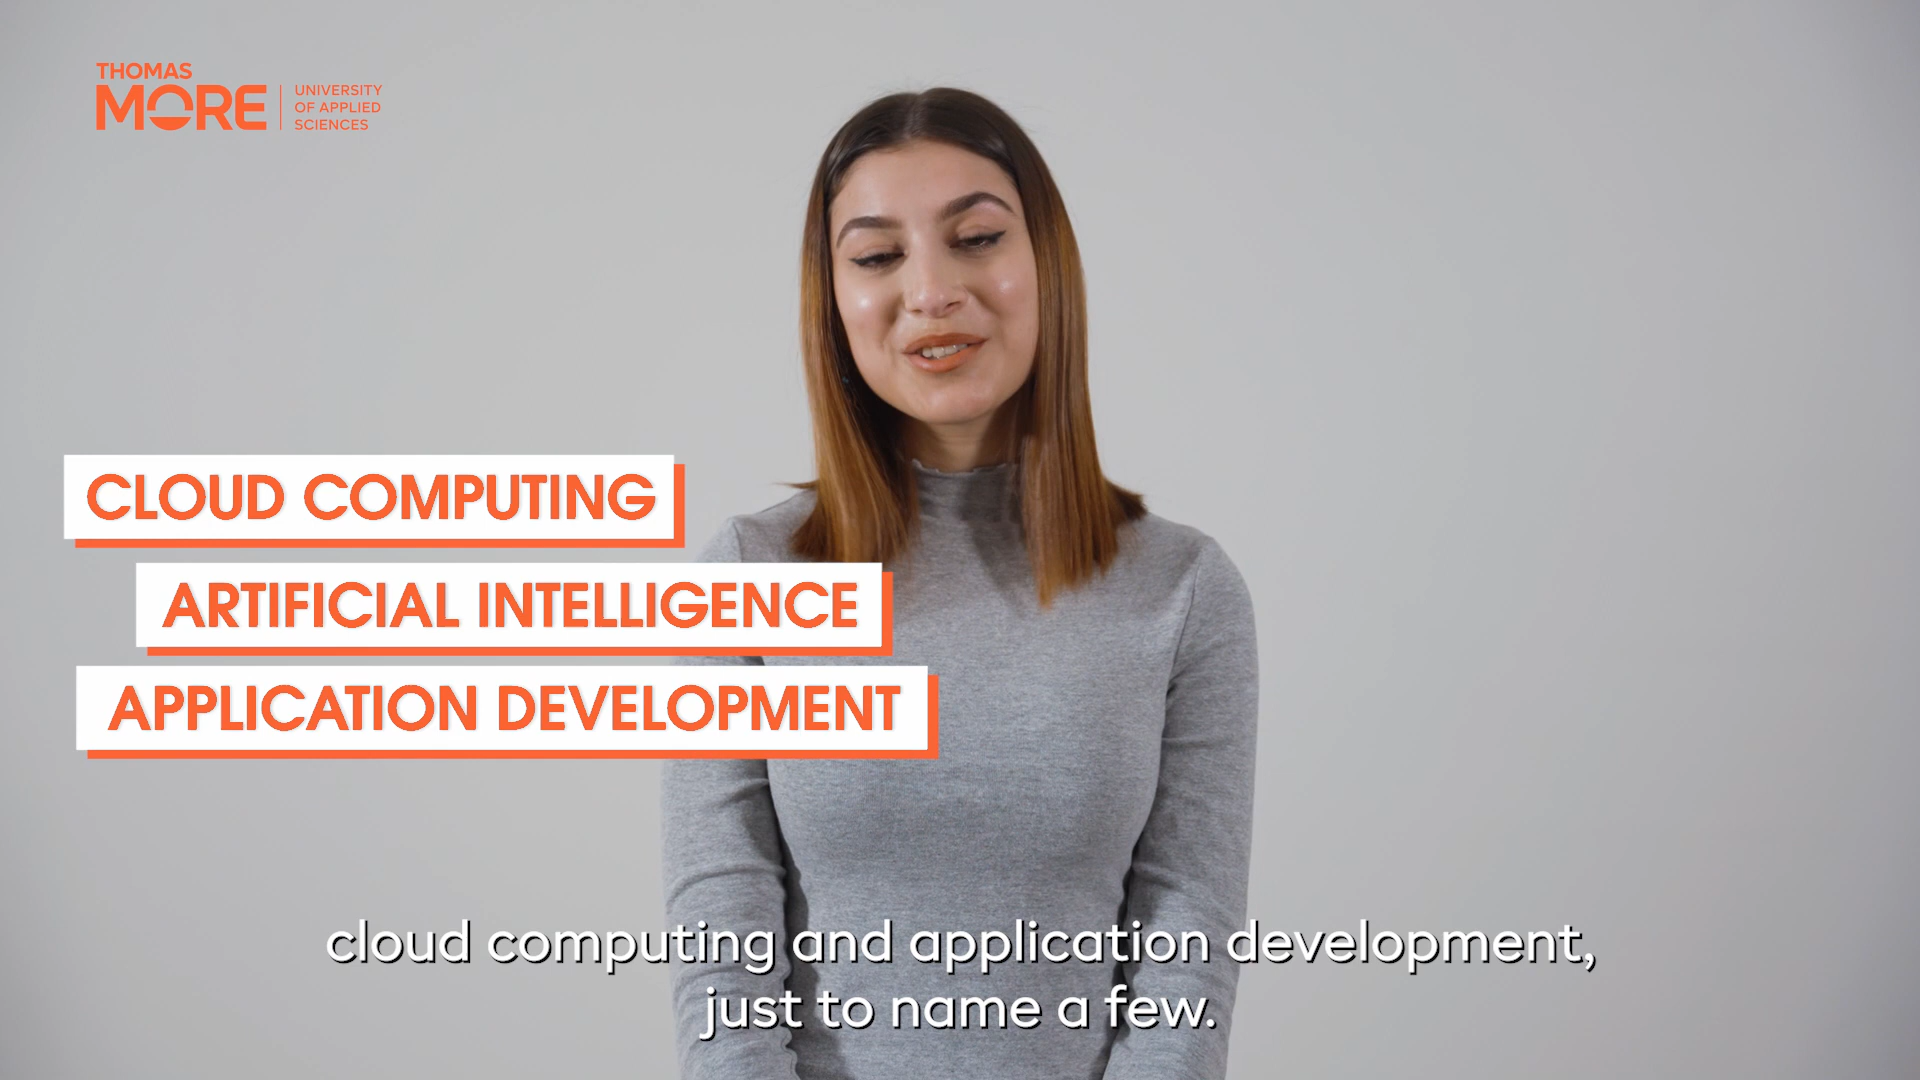 THOMAS
MORE
UNIVERSITY
OF APPLIED
SCIENCES
CLOUD COMPUTING
ARTIFICIAL INTELLIGENCE
APPLICATION DEVELOPMENT
cloud computing and application development,
just to name a few.